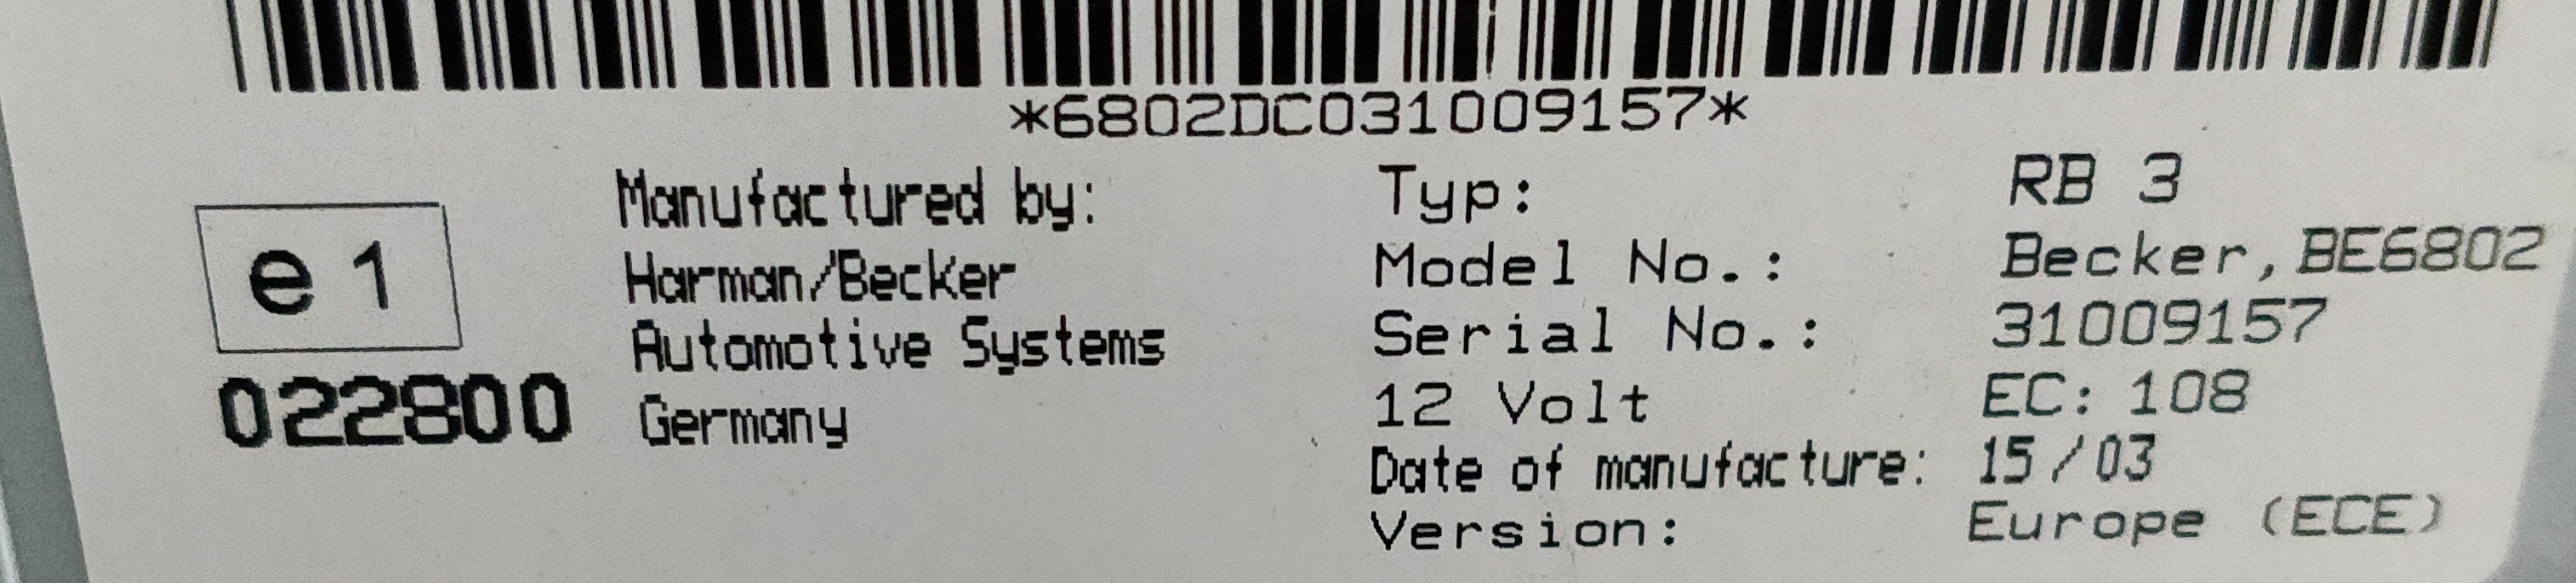 *6802DC031009157*
e1
022800
Manufactured by:
Harman/Becker
Automotive Systems
Germany
Typ: RB 3
Model No.: Becker,BE6802
Serial No.: 31009157
12 Volt EC: 108
Date of manufacture: 15/03
Version: Europe (ECE)